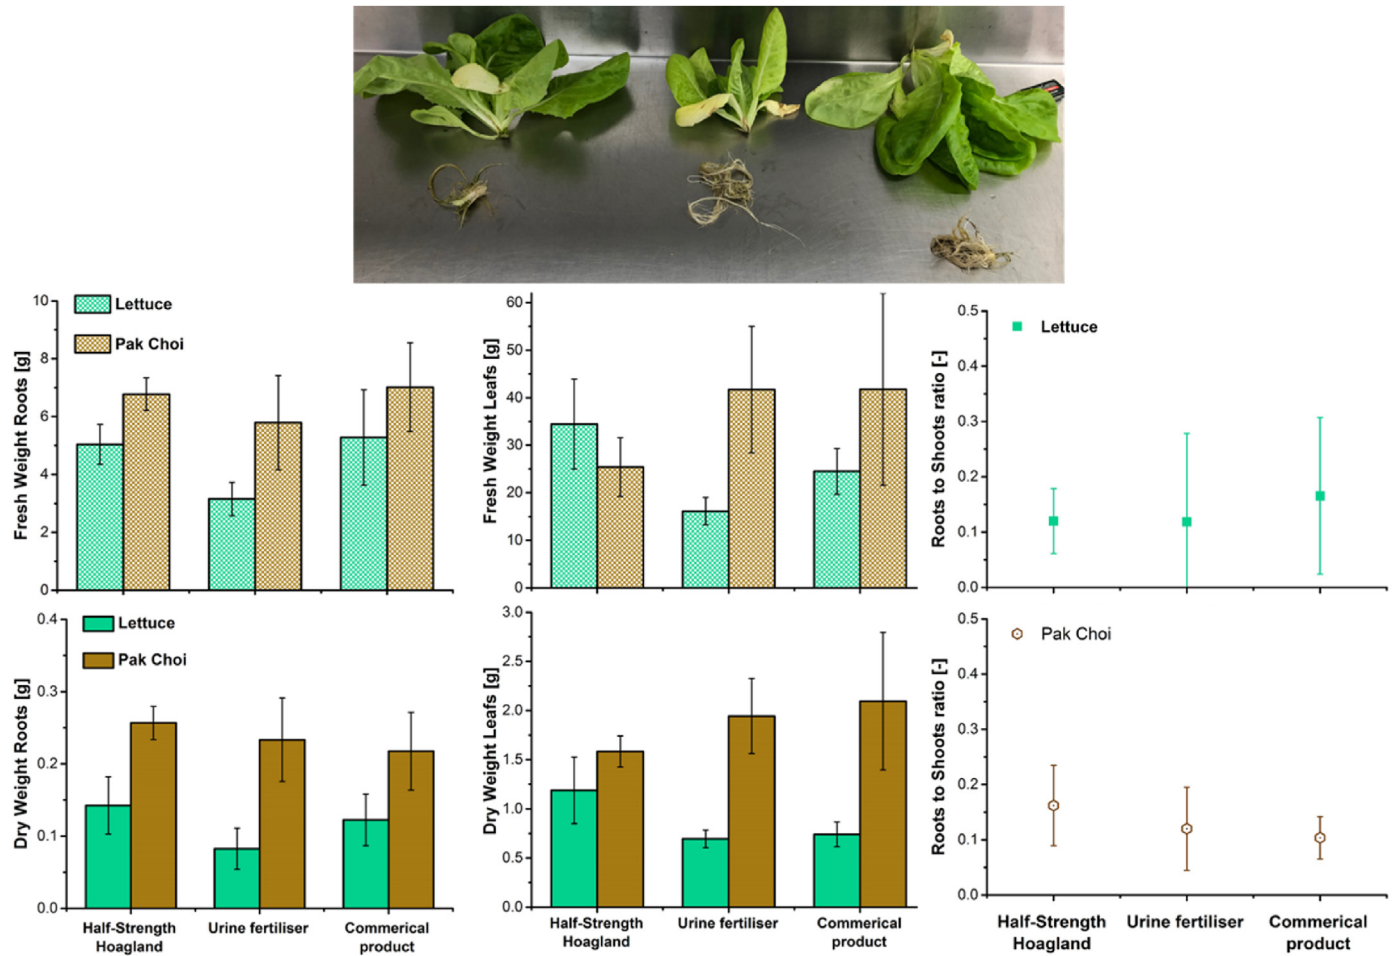 Lettuce
Pak Choi
Fresh Weight Roots [g]
10
8
6
4
2
0
Fresh Weight Leafs [g]
60
50
40
30
20
10
0
Lettuce
Roots to Shoots ratio [-]
0.5
0.4
0.3
0.2
0.1
0.0
Lettuce
Pak Choi
Dry Weight Roots [g]
0.4
0.3
0.2
0.1
0.0
Half-Strength
Hoagland
Urine fertiliser
Commerical
product
Dry Weight Leafs [g]
3.0
2.5
2.0
1.5
1.0
0.5
0.0
Half-Strength
Hoagland
Urine fertiliser
Commerical
product
Pak Choi
Roots to Shoots ratio [-]
0.5
0.4
0.3
0.2
0.1
0.0
Half-Strength
Hoagland
Urine fertiliser
Commerical
product